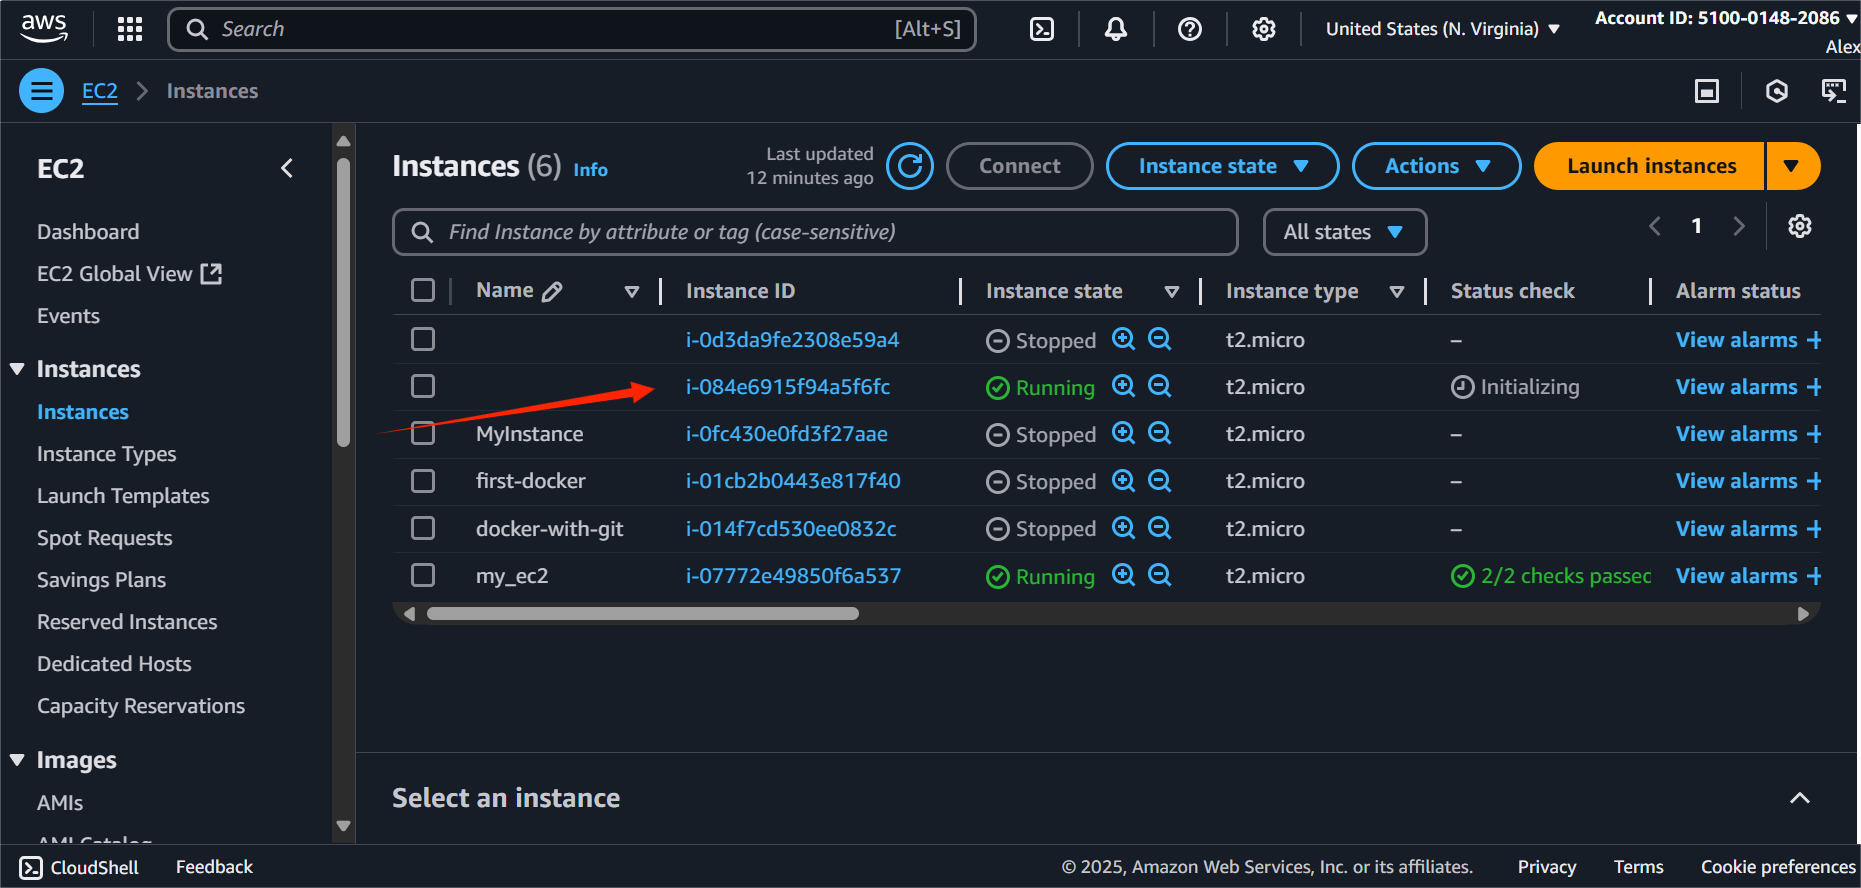 aws
Search [Alt+S]
United States (N. Virginia)
Account ID: 5100-0148-2086
Alex
EC2 Instances
EC2
Dashboard
EC2 Global View
Events
Instances
Instances
Instance Types
Launch Templates
Spot Requests
Savings Plans
Reserved Instances
Dedicated Hosts
Capacity Reservations
Images
AMIs
AMI Catalog
Instances (6) Info
Last updated
12 minutes ago
Connect
Instance state
Actions
Launch instances
Find Instance by attribute or tag (case-sensitive)
All states
1
Name Instance ID Instance state Instance type Status check Alarm status
i-0d3da9fe2308e59a4 Stopped t2.micro – View alarms +
i-084e6915f94a5f6fc Running t2.micro Initializing View alarms +
MyInstance i-0fc430e0fd3f27aae Stopped t2.micro – View alarms +
first-docker i-01cb2b0443e817f40 Stopped t2.micro – View alarms +
docker-with-git i-014f7cd530ee0832c Stopped t2.micro – View alarms +
my_ec2 i-07772e49850f6a537 Running t2.micro 2/2 checks passed View alarms +
Select an instance
CloudShell Feedback © 2025, Amazon Web Services, Inc. or its affiliates. Privacy Terms Cookie preferences